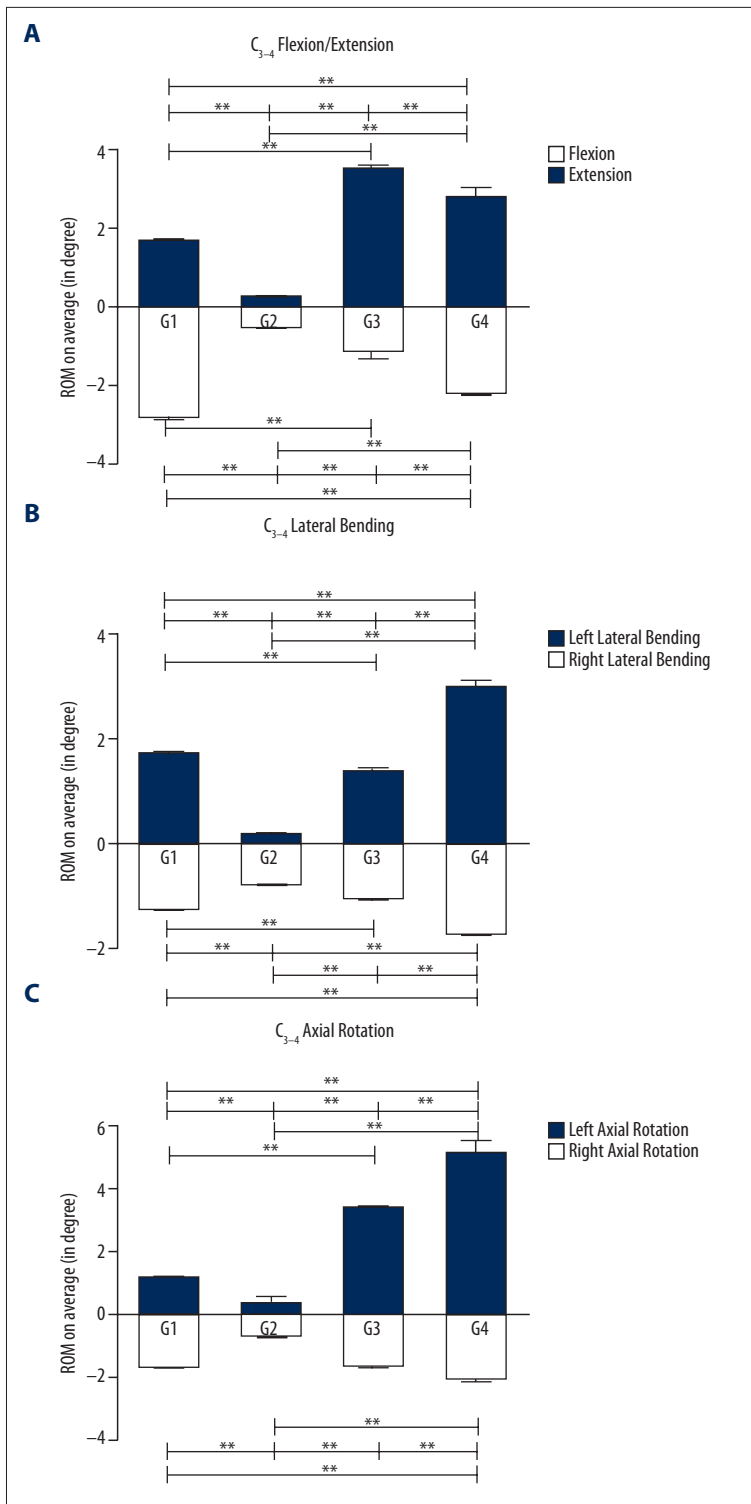 A
C3–4 Flexion/Extension
**
** ** **
**
**
Flexion
Extension
ROM on average (in degree)
4
2
0
−2
−4
G1 G2 G3 G4
**
**
** ** **
**
B
C3–4 Lateral Bending
**
** ** **
**
**
Left Lateral Bending
Right Lateral Bending
ROM on average (in degree)
4
2
0
−2
G1 G2 G3 G4
**
** **
** **
**
C
C3–4 Axial Rotation
**
** ** **
**
**
Left Axial Rotation
Right Axial Rotation
ROM on average (in degree)
6
4
2
0
−2
−4
G1 G2 G3 G4
**
** ** **
**